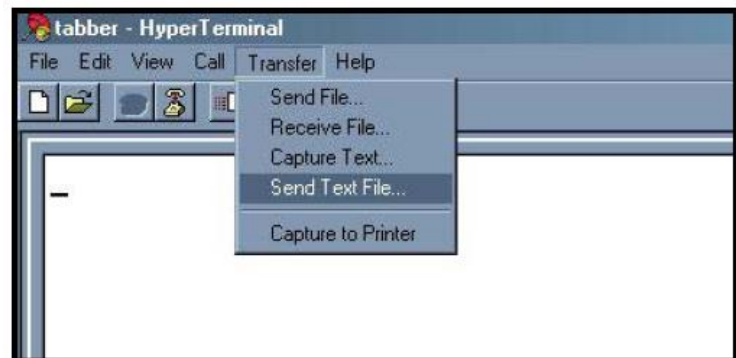 tabber - HyperTerminal
File Edit View Call Transfer Help
Send File...
Receive File...
Capture Text...
Send Text File...
Capture to Printer